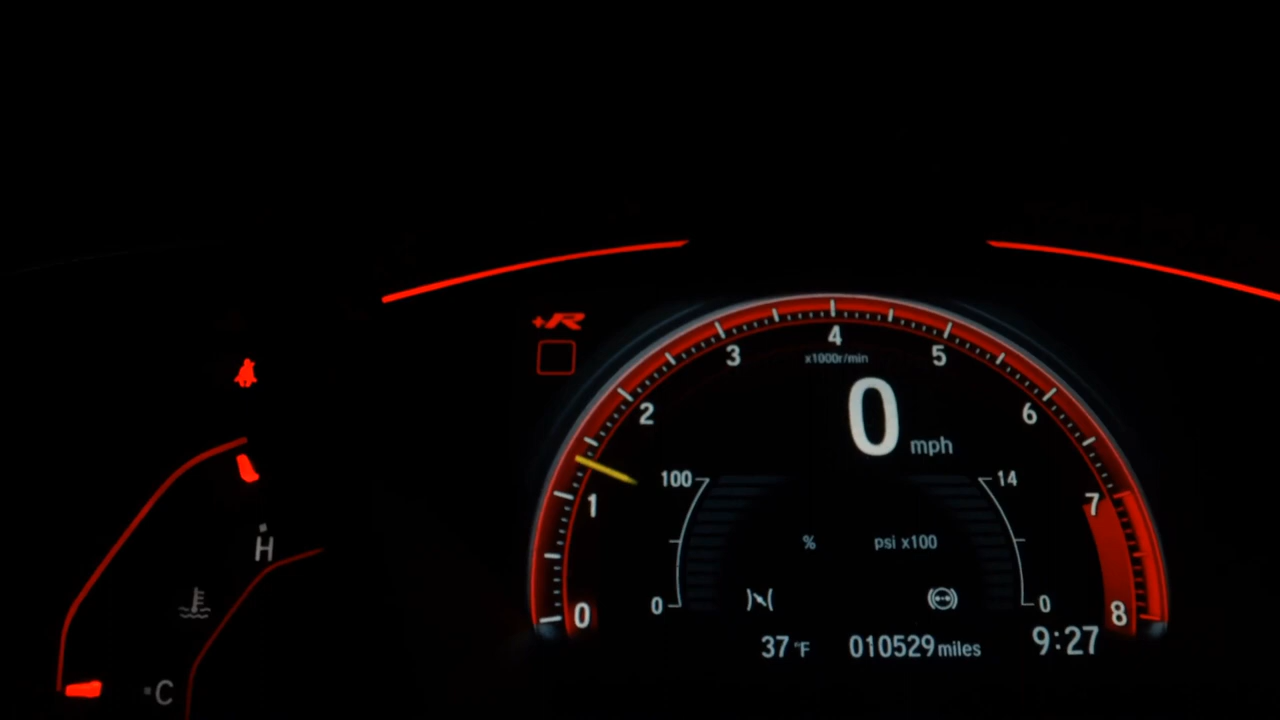 +R
4
3 5
x1000r/min
2 0 6
mph
100 14
1 7
H % psi x100
0 0
0 8
37 °F 010529 miles 9:27
C